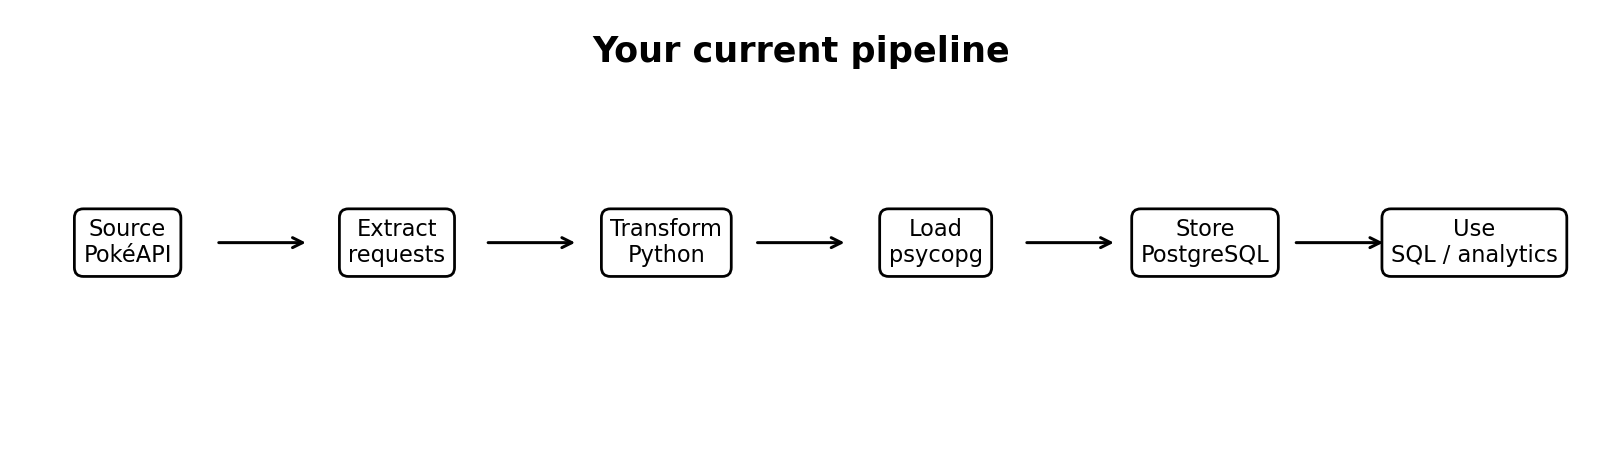 Your current pipeline
Source
PokéAPI
Extract
requests
Transform
Python
Load
psycopg
Store
PostgreSQL
Use
SQL / analytics